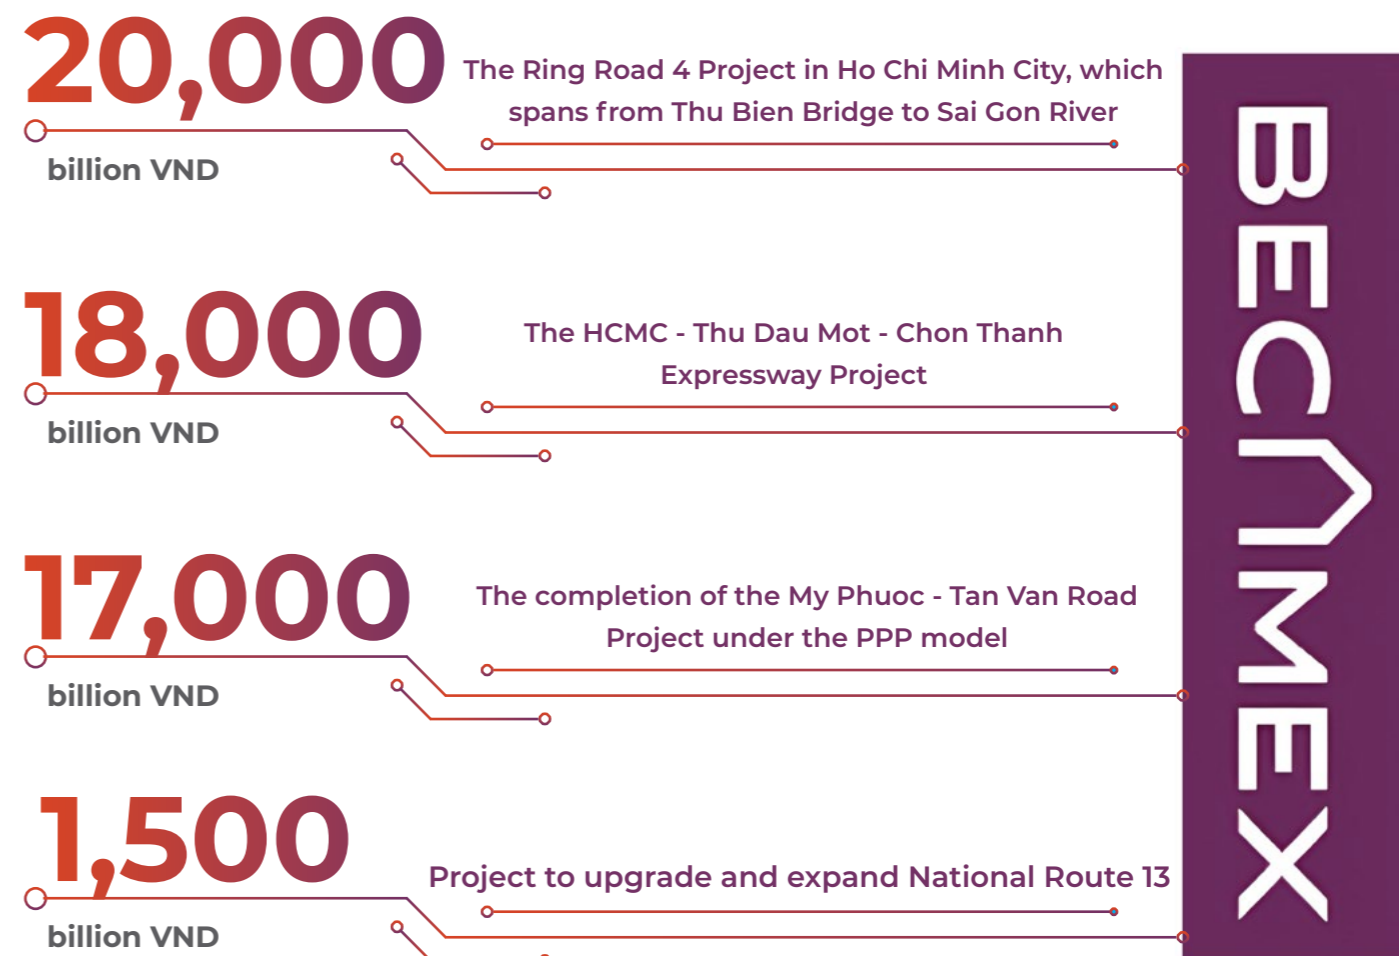 20,000
billion VND
The Ring Road 4 Project in Ho Chi Minh City, which
spans from Thu Bien Bridge to Sai Gon River
18,000
billion VND
The HCMC - Thu Dau Mot - Chon Thanh
Expressway Project
17,000
billion VND
The completion of the My Phuoc - Tan Van Road
Project under the PPP model
1,500
billion VND
Project to upgrade and expand National Route 13
BECAMEX